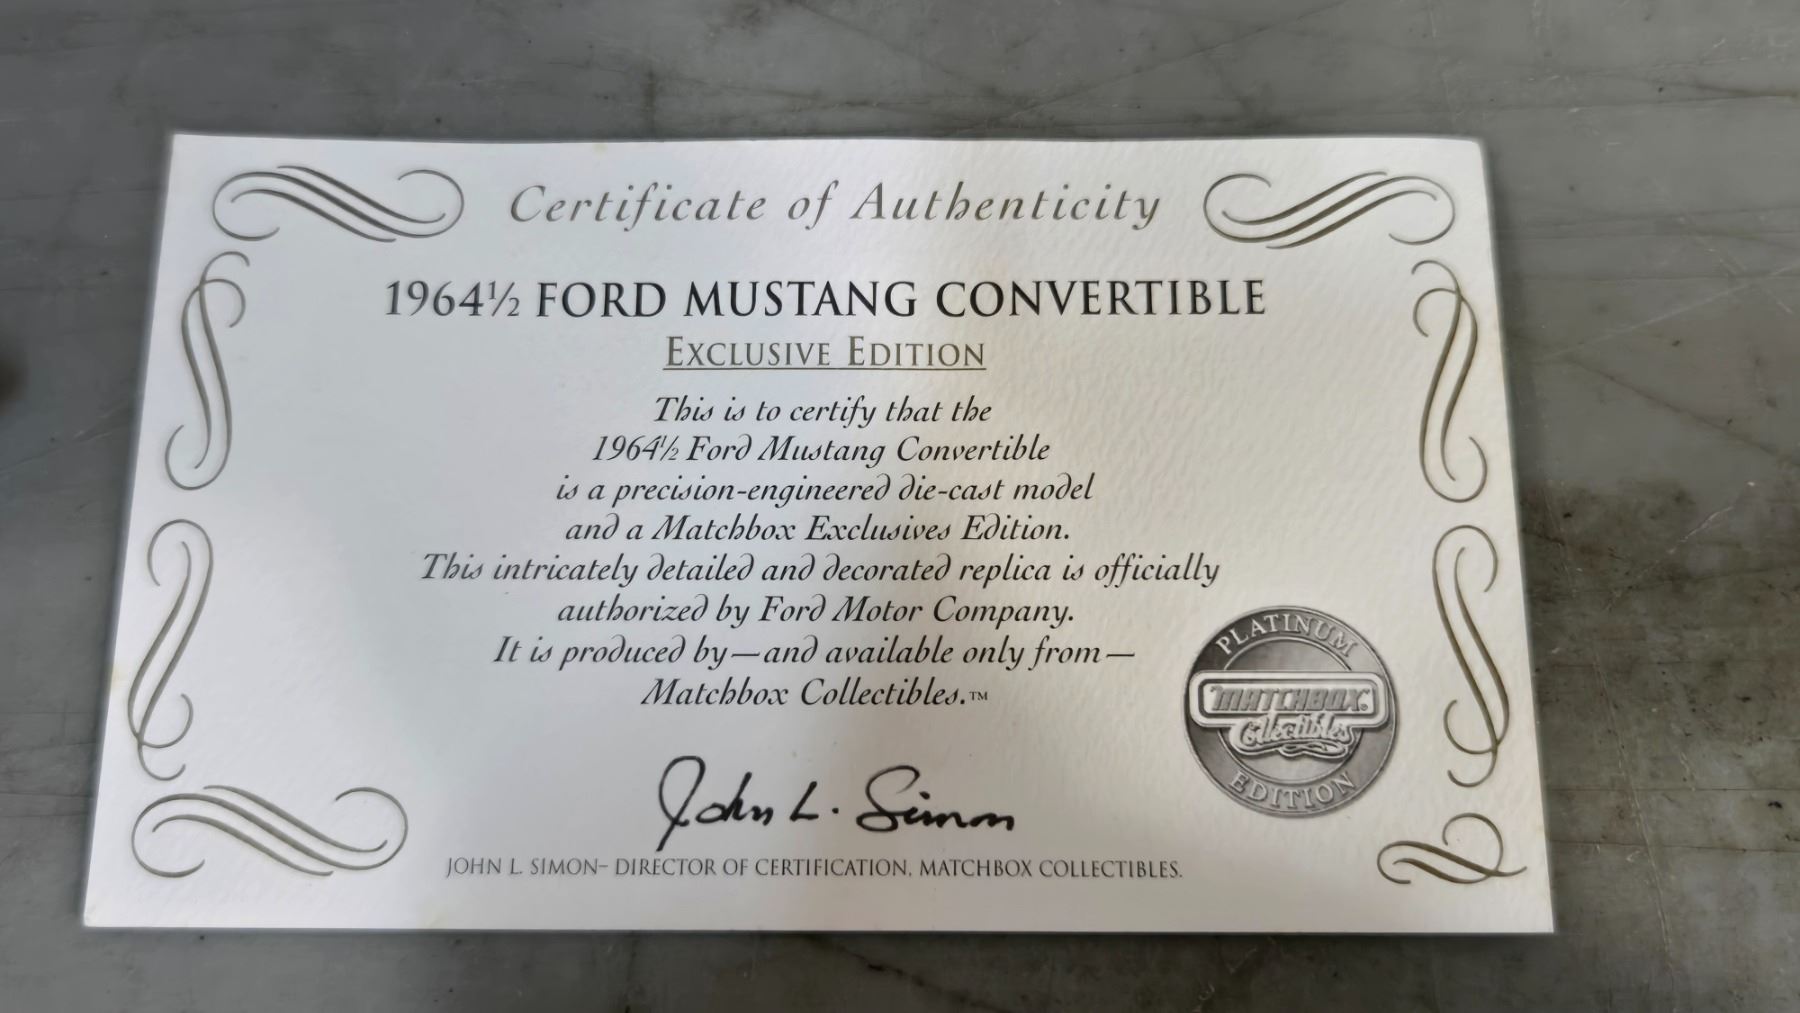 Certificate of Authenticity
1964½ FORD MUSTANG CONVERTIBLE
EXCLUSIVE EDITION
This is to certify that the
1964½ Ford Mustang Convertible
is a precision-engineered die-cast model
and a Matchbox Exclusives Edition.
This intricately detailed and decorated replica is officially
authorized by Ford Motor Company.
It is produced by—and available only from—
Matchbox Collectibles.™
PLATINUM
MATCHBOX
Collectibles
EDITION
John L. Simon
JOHN L. SIMON– DIRECTOR OF CERTIFICATION, MATCHBOX COLLECTIBLES.